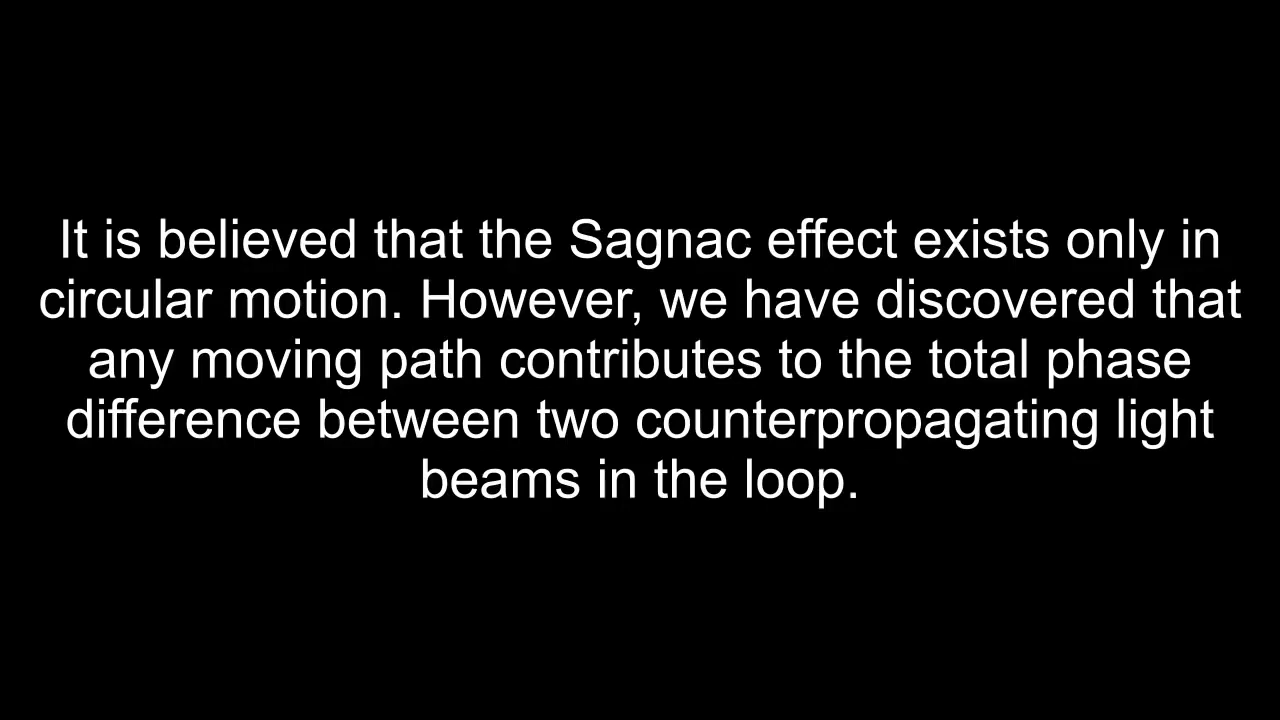 It is believed that the Sagnac effect exists only in
circular motion. However, we have discovered that
any moving path contributes to the total phase
difference between two counterpropagating light
beams in the loop.